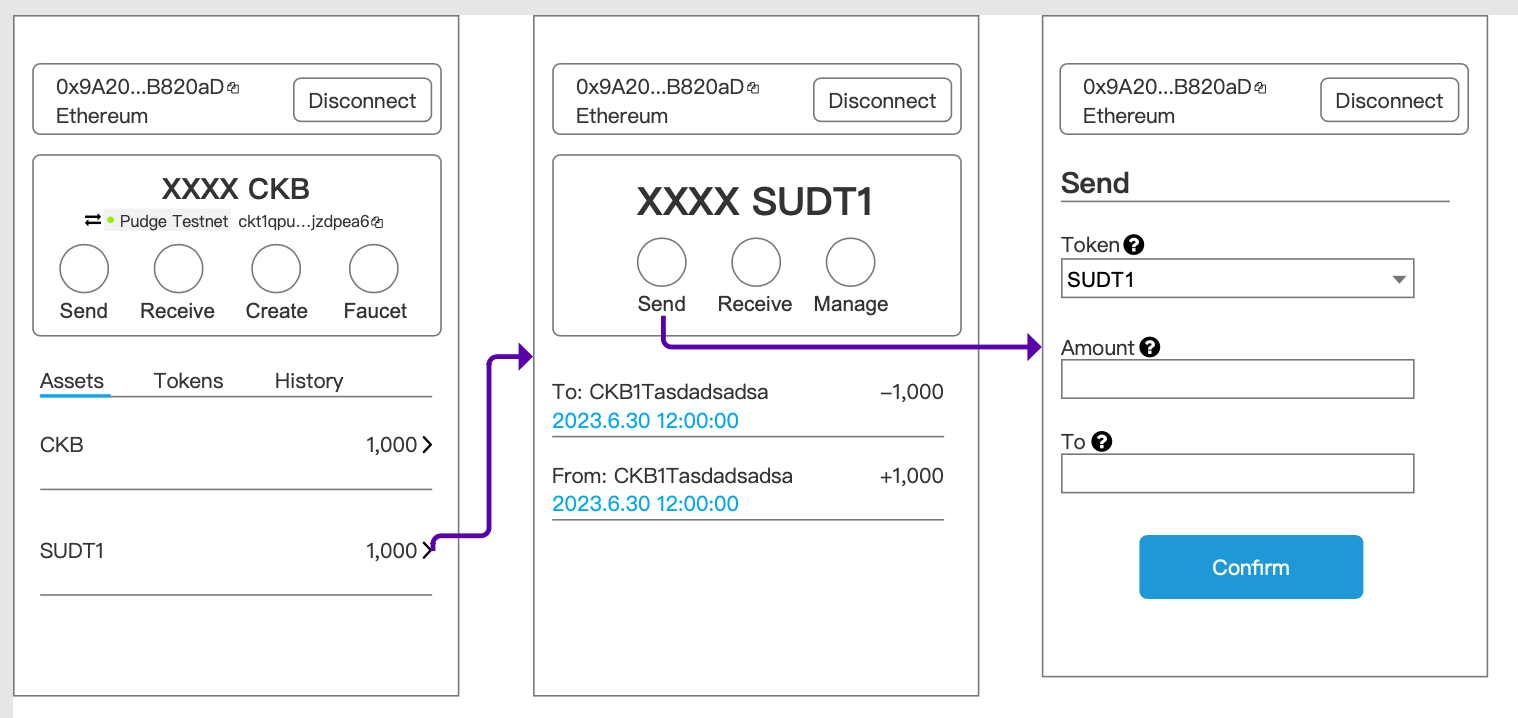 0x9A20...B820aD
Ethereum
Disconnect
XXXX CKB
Pudge Testnet ckt1qpu...jzdpea6
Send Receive Create Faucet
Assets Tokens History
CKB 1,000
SUDT1 1,000
0x9A20...B820aD
Ethereum
Disconnect
XXXX SUDT1
Send Receive Manage
To: CKB1Tasdadsadsa −1,000
2023.6.30 12:00:00
From: CKB1Tasdadsadsa +1,000
2023.6.30 12:00:00
0x9A20...B820aD
Ethereum
Disconnect
Send
Token ?
SUDT1
Amount ?
To ?
Confirm